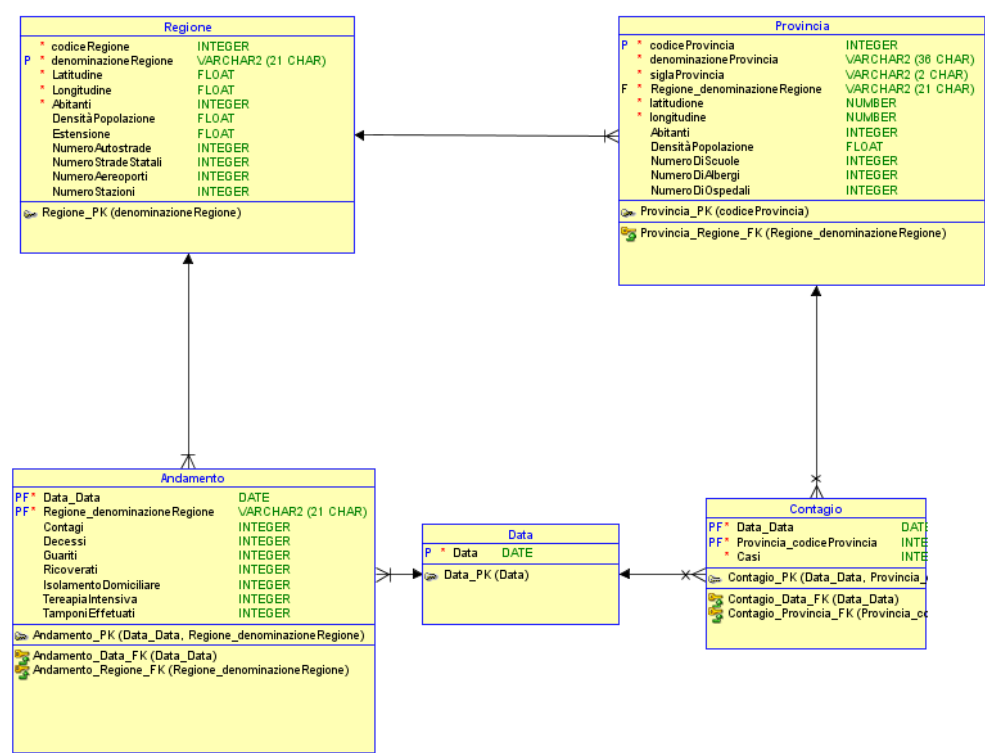 Regione
* codiceRegione INTEGER
P * denominazioneRegione VARCHAR2 (21 CHAR)
* Latitudine FLOAT
* Longitudine FLOAT
* Abitanti INTEGER
DensitàPopolazione FLOAT
Estensione FLOAT
NumeroAutostrade INTEGER
NumeroStradeStatali INTEGER
NumeroAereoporti INTEGER
NumeroStazioni INTEGER
Regione_PK (denominazioneRegione)
Provincia
P * codiceProvincia INTEGER
* denominazioneProvincia VARCHAR2 (36 CHAR)
* siglaProvincia VARCHAR2 (2 CHAR)
F * Regione_denominazioneRegione VARCHAR2 (21 CHAR)
* latitudione NUMBER
* longitudine NUMBER
Abitanti INTEGER
DensitàPopolazione FLOAT
NumeroDiScuole INTEGER
NumeroDiAlbergi INTEGER
NumeroDiOspedali INTEGER
Provincia_PK (codiceProvincia)
Provincia_Regione_FK (Regione_denominazioneRegione)
Andamento
PF* Data_Data DATE
PF* Regione_denominazioneRegione VARCHAR2 (21 CHAR)
Contagi INTEGER
Decessi INTEGER
Guariti INTEGER
Ricoverati INTEGER
IsolamentoDomiciliare INTEGER
TereapiaIntensiva INTEGER
TamponiEffetuati INTEGER
Andamento_PK (Data_Data, Regione_denominazioneRegione)
Andamento_Data_FK (Data_Data)
Andamento_Regione_FK (Regione_denominazioneRegione)
Data
P * Data DATE
Data_PK (Data)
Contagio
PF* Data_Data DATE
PF* Provincia_codiceProvincia INTE
* Casi INTE
Contagio_PK (Data_Data, Provincia_
Contagio_Data_FK (Data_Data)
Contagio_Provincia_FK (Provincia_co